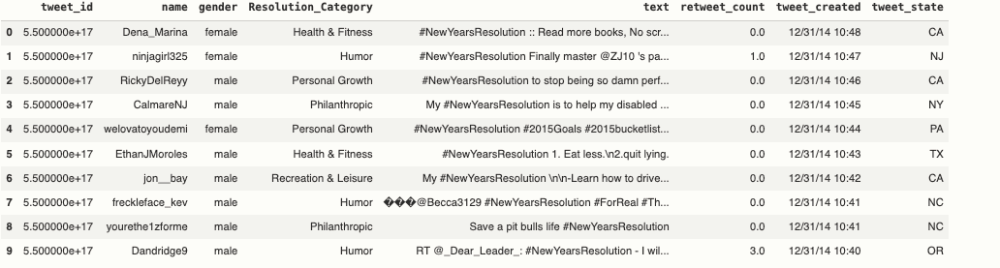 tweet_id name gender Resolution_Category text retweet_count tweet_created tweet_state
0 5.500000e+17 Dena_Marina female Health & Fitness #NewYearsResolution :: Read more books, No scr... 0.0 12/31/14 10:48 CA
1 5.500000e+17 ninjagirl325 female Humor #NewYearsResolution Finally master @ZJ10 's pa... 1.0 12/31/14 10:47 NJ
2 5.500000e+17 RickyDelReyy male Personal Growth #NewYearsResolution to stop being so damn perf... 0.0 12/31/14 10:46 CA
3 5.500000e+17 CalmareNJ male Philanthropic My #NewYearsResolution is to help my disabled ... 0.0 12/31/14 10:45 NY
4 5.500000e+17 welovatoyoudemi female Personal Growth #NewYearsResolution #2015Goals #2015bucketlist... 0.0 12/31/14 10:44 PA
5 5.500000e+17 EthanJMoroles male Health & Fitness #NewYearsResolution 1. Eat less.\n2.quit lying. 0.0 12/31/14 10:43 TX
6 5.500000e+17 jon__bay male Recreation & Leisure My #NewYearsResolution \n\n-Learn how to drive... 0.0 12/31/14 10:42 CA
7 5.500000e+17 freckleface_kev male Humor ���@Becca3129 #NewYearsResolution #ForReal #Th... 0.0 12/31/14 10:41 NC
8 5.500000e+17 yourethe1zforme male Philanthropic Save a pit bulls life #NewYearsResolution 0.0 12/31/14 10:41 NC
9 5.500000e+17 Dandridge9 male Humor RT @_Dear_Leader_: #NewYearsResolution - I wil... 3.0 12/31/14 10:40 OR